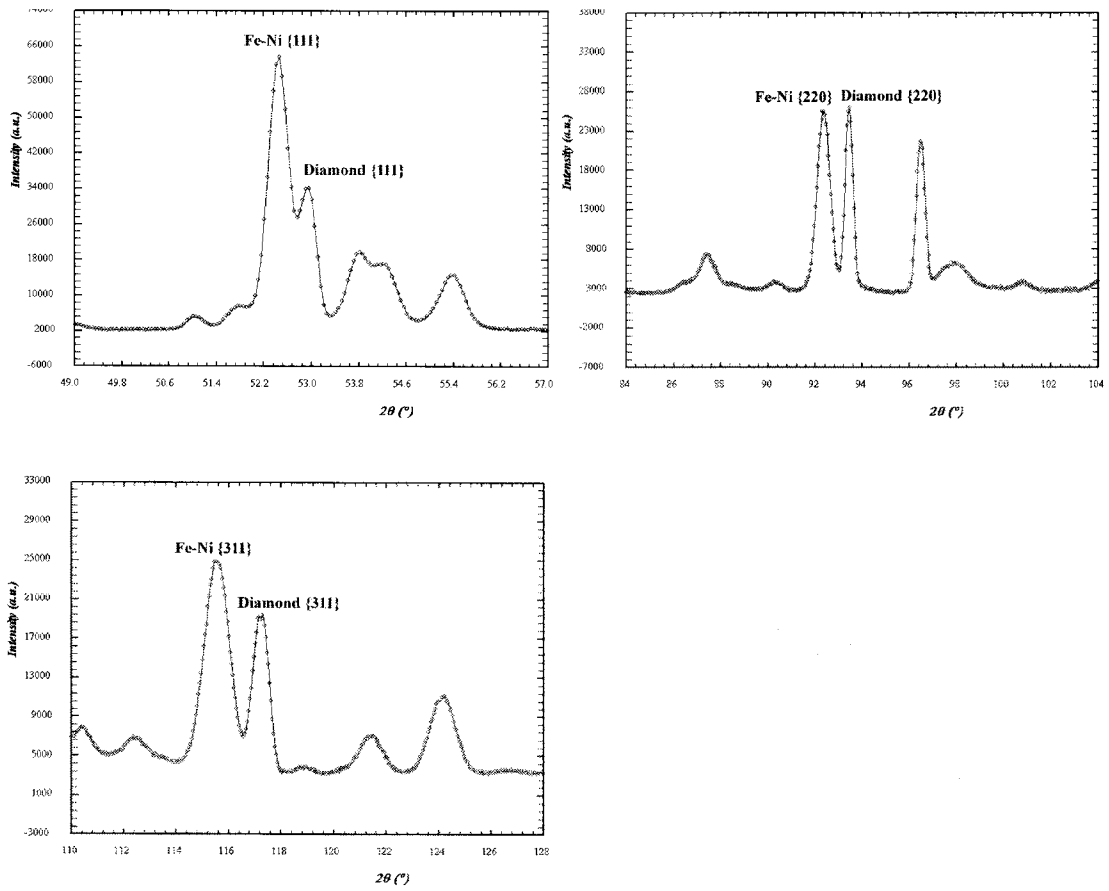 74000
66000
58000
50000
42000
34000
26000
18000
10000
2000
-6000
Intensity (a.u.)
Fe-Ni {111}
Diamond {111}
49.0 49.8 50.6 51.4 52.2 53.0 53.8 54.6 55.4 56.2 57.0
2θ (°)
38000
33000
28000
23000
18000
13000
8000
3000
-2000
-7000
Intensity (a.u.)
Fe-Ni {220} Diamond {220}
84 86 88 90 92 94 96 98 100 102 104
2θ (°)
33000
29000
25000
21000
17000
13000
9000
5000
1000
-3000
Intensity (a.u.)
Fe-Ni {311}
Diamond {311}
110 112 114 116 118 120 122 124 126 128
2θ (°)